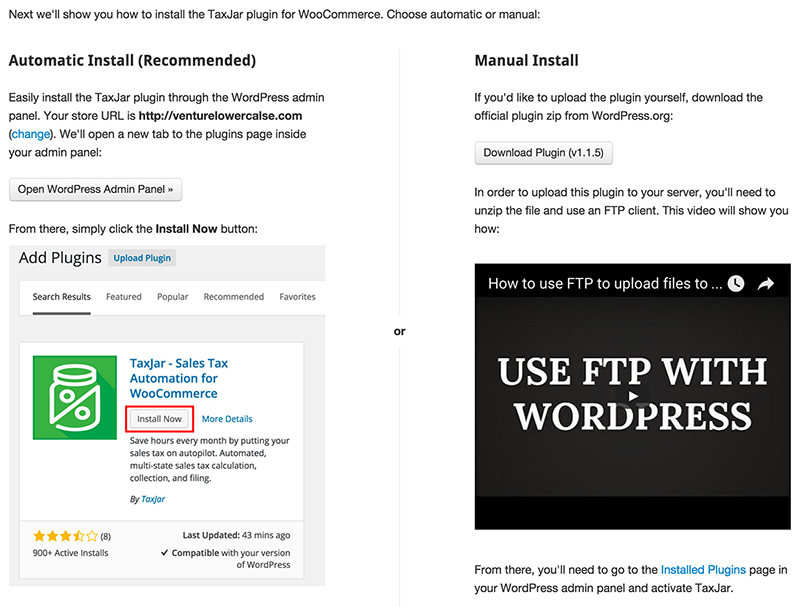 Next we'll show you how to install the TaxJar plugin for WooCommerce. Choose automatic or manual:
Automatic Install (Recommended)
Easily install the TaxJar plugin through the WordPress admin
panel. Your store URL is http://venturelowercalse.com
(change). We'll open a new tab to the plugins page inside
your admin panel:
Open WordPress Admin Panel »
From there, simply click the Install Now button:
Add Plugins Upload Plugin
Search Results Featured Popular Recommended Favorites
TaxJar - Sales Tax
Automation for
WooCommerce
Install Now More Details
Save hours every month by putting your
sales tax on autopilot. Automated,
multi-state sales tax calculation,
collection, and filing.
By TaxJar
(8)
900+ Active Installs
Last Updated: 43 mins ago
✓ Compatible with your version
of WordPress
or
Manual Install
If you'd like to upload the plugin yourself, download the
official plugin zip from WordPress.org:
Download Plugin (v1.1.5)
In order to upload this plugin to your server, you'll need to
unzip the file and use an FTP client. This video will show you
how:
How to use FTP to upload files to ...
USE FTP WITH
WORDPRESS
From there, you'll need to go to the Installed Plugins page in
your WordPress admin panel and activate TaxJar.